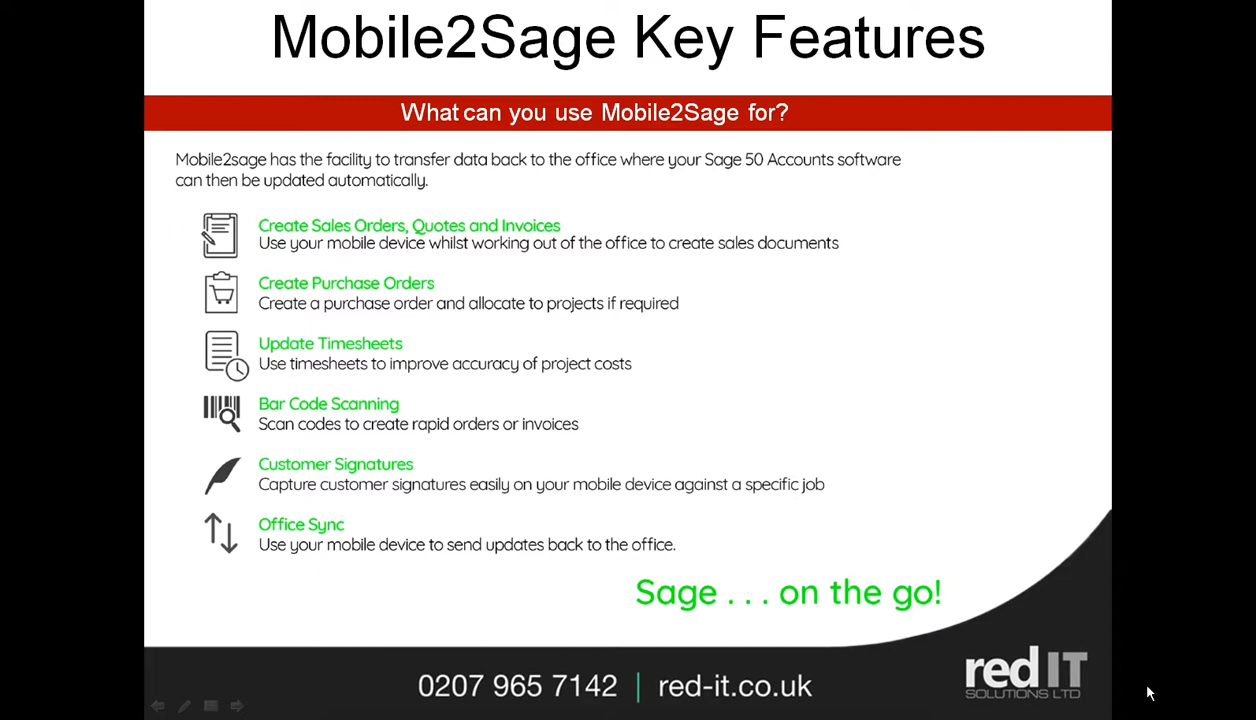 Mobile2Sage Key Features
What can you use Mobile2Sage for?
Mobile2sage has the facility to transfer data back to the office where your Sage 50 Accounts software
can then be updated automatically.
Create Sales Orders, Quotes and Invoices
Use your mobile device whilst working out of the office to create sales documents
Create Purchase Orders
Create a purchase order and allocate to projects if required
Update Timesheets
Use timesheets to improve accuracy of project costs
Bar Code Scanning
Scan codes to create rapid orders or invoices
Customer Signatures
Capture customer signatures easily on your mobile device against a specific job
Office Sync
Use your mobile device to send updates back to the office.
Sage . . . on the go!
0207 965 7142 | red-it.co.uk
red IT
SOLUTIONS LTD